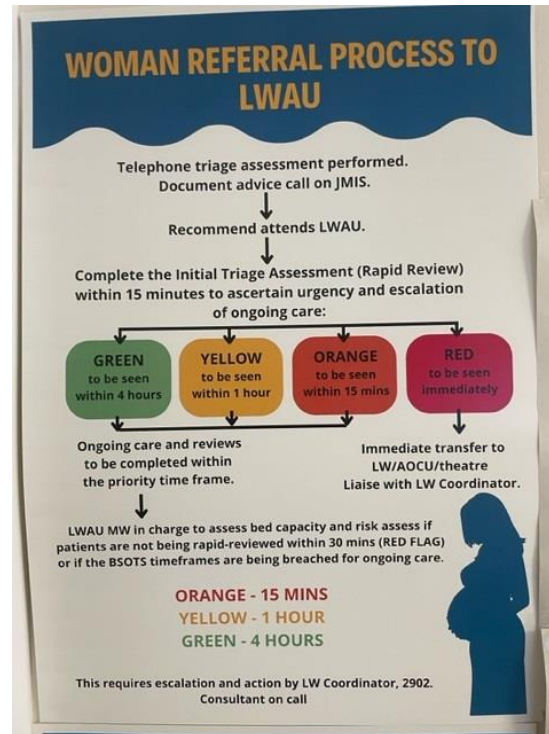 WOMAN REFERRAL PROCESS TO
LWAU
Telephone triage assessment performed.
Document advice call on JMIS.
Recommend attends LWAU.
Complete the Initial Triage Assessment (Rapid Review)
within 15 minutes to ascertain urgency and escalation
of ongoing care:
GREEN
to be seen
within 4 hours
YELLOW
to be seen
within 1 hour
ORANGE
to be seen
within 15 mins
RED
to be seen
immediately
Ongoing care and reviews
to be completed within
the priority time frame.
Immediate transfer to
LW/AOCU/theatre
Liaise with LW Coordinator.
LWAU MW in charge to assess bed capacity and risk assess if
patients are not being rapid-reviewed within 30 mins (RED FLAG)
or if the BSOTS timeframes are being breached for ongoing care.
ORANGE - 15 MINS
YELLOW - 1 HOUR
GREEN - 4 HOURS
This requires escalation and action by LW Coordinator, 2902.
Consultant on call